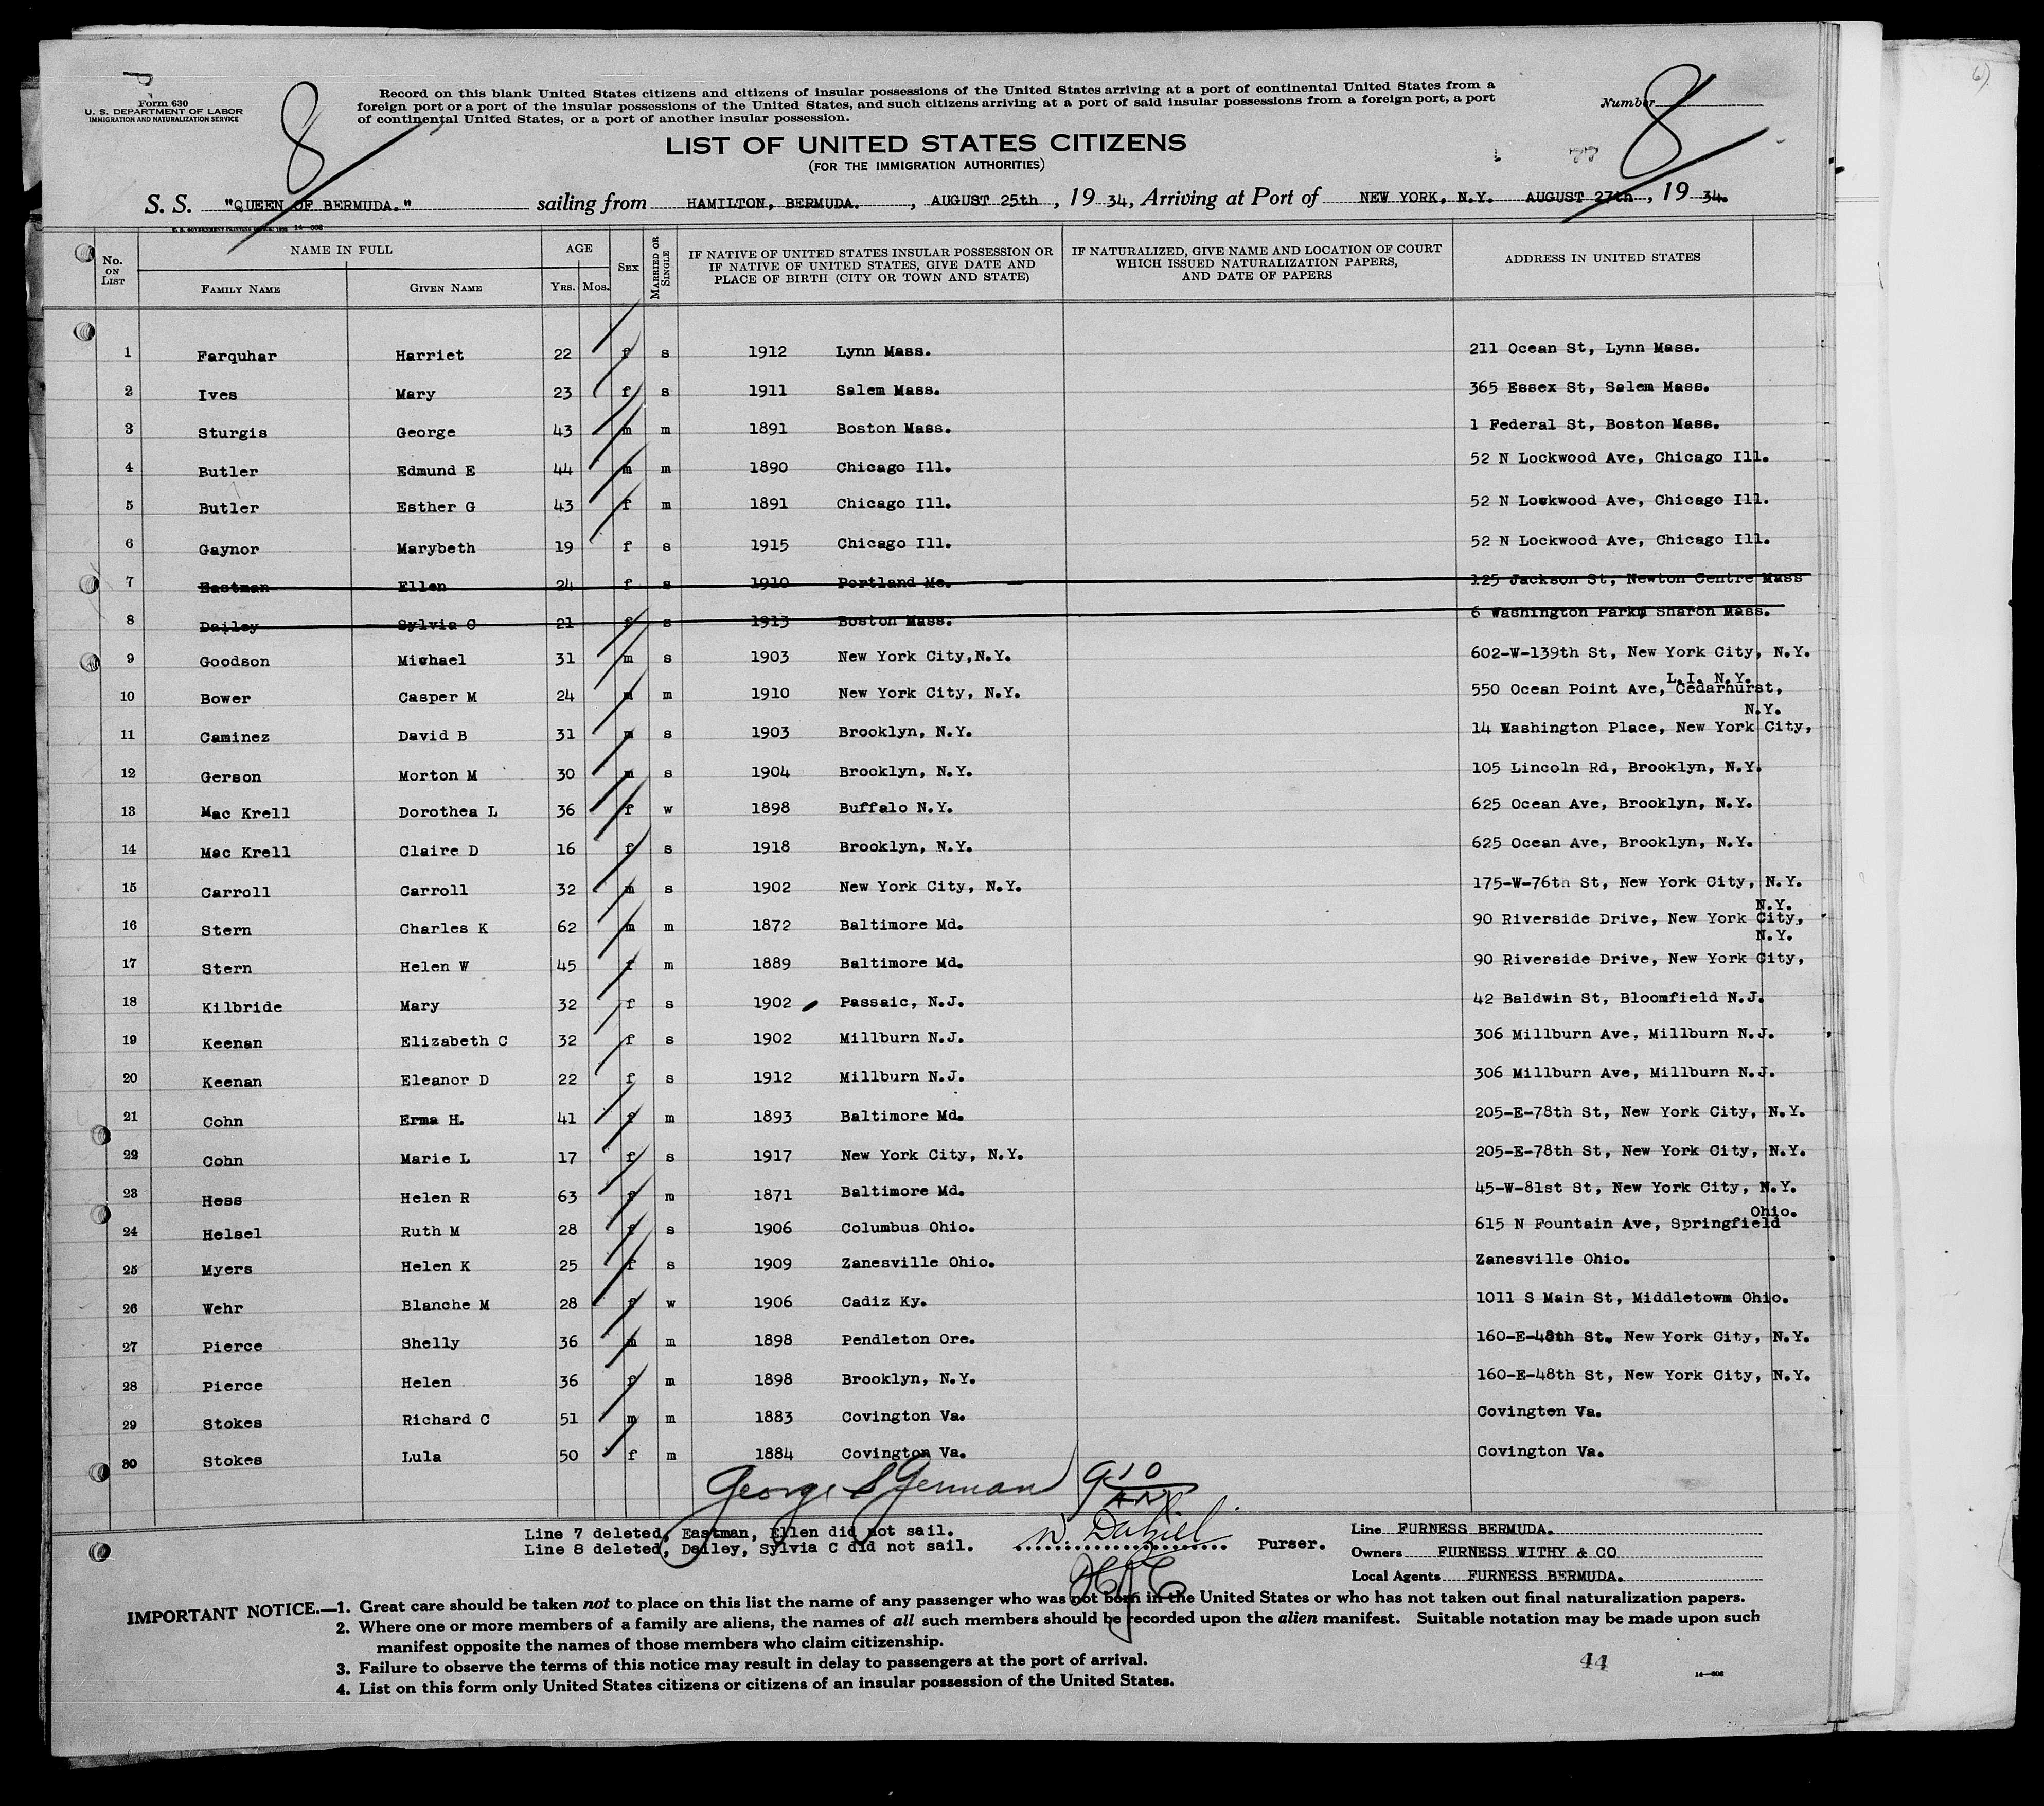 Form 630
U. S. DEPARTMENT OF LABOR
IMMIGRATION AND NATURALIZATION SERVICE
8
Record on this blank United States citizens and citizens of insular possessions of the United States arriving at a port of continental United States from a
foreign port or a port of the insular possessions of the United States, and such citizens arriving at a port of said insular possessions from a foreign port, a port
of continental United States, or a port of another insular possession.
Number 8
LIST OF UNITED STATES CITIZENS
(FOR THE IMMIGRATION AUTHORITIES)
77
S. S. "QUEEN OF BERMUDA." sailing from HAMILTON, BERMUDA. , AUGUST 25th , 19 34, Arriving at Port of NEW YORK, N.Y. AUGUST 27th , 19 34.
No. ON LIST NAME IN FULL FAMILY NAME GIVEN NAME AGE YRS. MOS. SEX MARRIED OR SINGLE IF NATIVE OF UNITED STATES INSULAR POSSESSION OR IF NATIVE OF UNITED STATES, GIVE DATE AND PLACE OF BIRTH (CITY OR TOWN AND STATE) IF NATURALIZED, GIVE NAME AND LOCATION OF COURT WHICH ISSUED NATURALIZATION PAPERS, AND DATE OF PAPERS ADDRESS IN UNITED STATES
1 Farquhar Harriet 22 f s 1912 Lynn Mass. 211 Ocean St, Lynn Mass.
2 Ives Mary 23 f s 1911 Salem Mass. 365 Essex St, Salem Mass.
3 Sturgis George 43 m m 1891 Boston Mass. 1 Federal St, Boston Mass.
4 Butler Edmund E 44 m m 1890 Chicago Ill. 52 N Lockwood Ave, Chicago Ill.
5 Butler Esther G 43 f m 1891 Chicago Ill. 52 N Lockwood Ave, Chicago Ill.
6 Gaynor Marybeth 19 f s 1915 Chicago Ill. 52 N Lockwood Ave, Chicago Ill.
7 Eastman Ellen 24 f s 1910 Portland Me. 125 Jackson St, Newton Centre Mass
8 Dailey Sylvia C 21 f s 1913 Boston Mass. 6 Washington Park, Sharon Mass.
9 Goodson Michael 31 m s 1903 New York City,N.Y. 602-W-139th St, New York City, N.Y.
10 Bower Casper M 24 m m 1910 New York City, N.Y. 550 Ocean Point Ave, Cedarhurst, L.I. N.Y.
11 Caminez David B 31 m s 1903 Brooklyn, N.Y. 14 Washington Place, New York City, N.Y.
12 Gerson Morton M 30 m s 1904 Brooklyn, N.Y. 105 Lincoln Rd, Brooklyn, N.Y.
13 Mac Krell Dorothea L 36 f w 1898 Buffalo N.Y. 625 Ocean Ave, Brooklyn, N.Y.
14 Mac Krell Claire D 16 f s 1918 Brooklyn, N.Y. 625 Ocean Ave, Brooklyn, N.Y.
15 Carroll Carroll 32 m s 1902 New York City, N.Y. 175-W-76th St, New York City, N.Y.
16 Stern Charles K 62 m m 1872 Baltimore Md. 90 Riverside Drive, New York City, N.Y.
17 Stern Helen W 45 f m 1889 Baltimore Md. 90 Riverside Drive, New York City, N.Y.
18 Kilbride Mary 32 f s 1902 Passaic, N.J. 42 Baldwin St, Bloomfield N.J.
19 Keenan Elizabeth C 32 f s 1902 Millburn N.J. 306 Millburn Ave, Millburn N.J.
20 Keenan Eleanor D 22 f s 1912 Millburn N.J. 306 Millburn Ave, Millburn N.J.
21 Cohn Erma H. 41 f m 1893 Baltimore Md. 205-E-78th St, New York City, N.Y.
22 Cohn Marie L 17 f s 1917 New York City, N.Y. 205-E-78th St, New York City, N.Y.
23 Hess Helen R 63 f m 1871 Baltimore Md. 45-W-81st St, New York City, N.Y.
24 Helsel Ruth M 28 f s 1906 Columbus Ohio. 615 N Fountain Ave, Springfield Ohio.
25 Myers Helen K 25 f s 1909 Zanesville Ohio. Zanesville Ohio.
26 Wehr Blanche M 28 f w 1906 Cadiz Ky. 1011 S Main St, Middletown Ohio.
27 Pierce Shelly 36 m m 1898 Pendleton Ore. 160-E-48th St, New York City, N.Y.
28 Pierce Helen 36 f m 1898 Brooklyn, N.Y. 160-E-48th St, New York City, N.Y.
29 Stokes Richard C 51 m m 1883 Covington Va. Covington Va.
30 Stokes Lula 50 f m 1884 Covington Va. Covington Va.
George S German 9 10 AM
Line 7 deleted, Eastman, Ellen did not sail.
Line 8 deleted, Dailey, Sylvia C did not sail.
W. Dalziel Purser.
Line FURNESS BERMUDA.
Owners FURNESS WITHY & CO
Local Agents FURNESS BERMUDA.
IMPORTANT NOTICE.—1. Great care should be taken not to place on this list the name of any passenger who was not born in the United States or who has not taken out final naturalization papers.
2. Where one or more members of a family are aliens, the names of all such members should be recorded upon the alien manifest. Suitable notation may be made upon such
manifest opposite the names of those members who claim citizenship.
3. Failure to observe the terms of this notice may result in delay to passengers at the port of arrival.
4. List on this form only United States citizens or citizens of an insular possession of the United States.
44